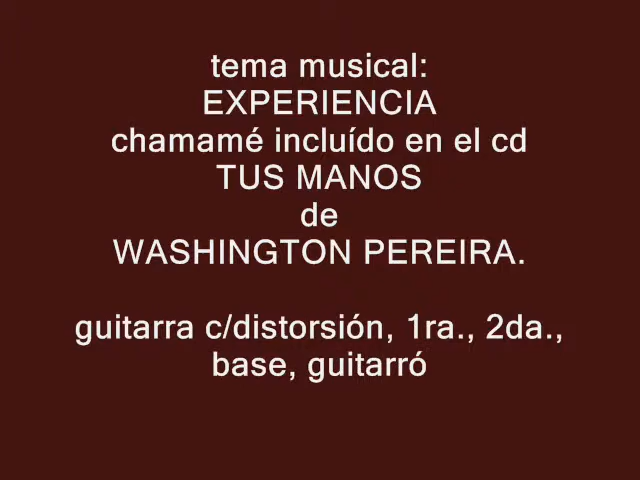 tema musical:
EXPERIENCIA
chamamé incluído en el cd
TUS MANOS
de
WASHINGTON PEREIRA.
guitarra c/distorsión, 1ra., 2da.,
base, guitarró